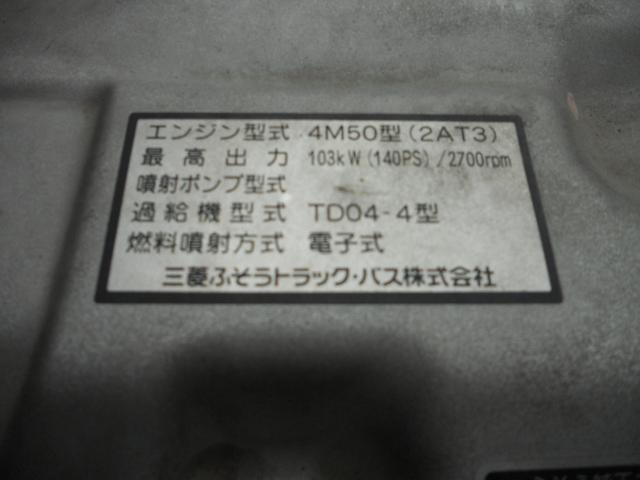 エンジン型式 4M50型(2AT3)
最高出力 103kW(140PS)/2700rpm
噴射ポンプ型式
過給機型式 TD04-4型
燃料噴射方式 電子式
三菱ふそうトラック・バス株式会社